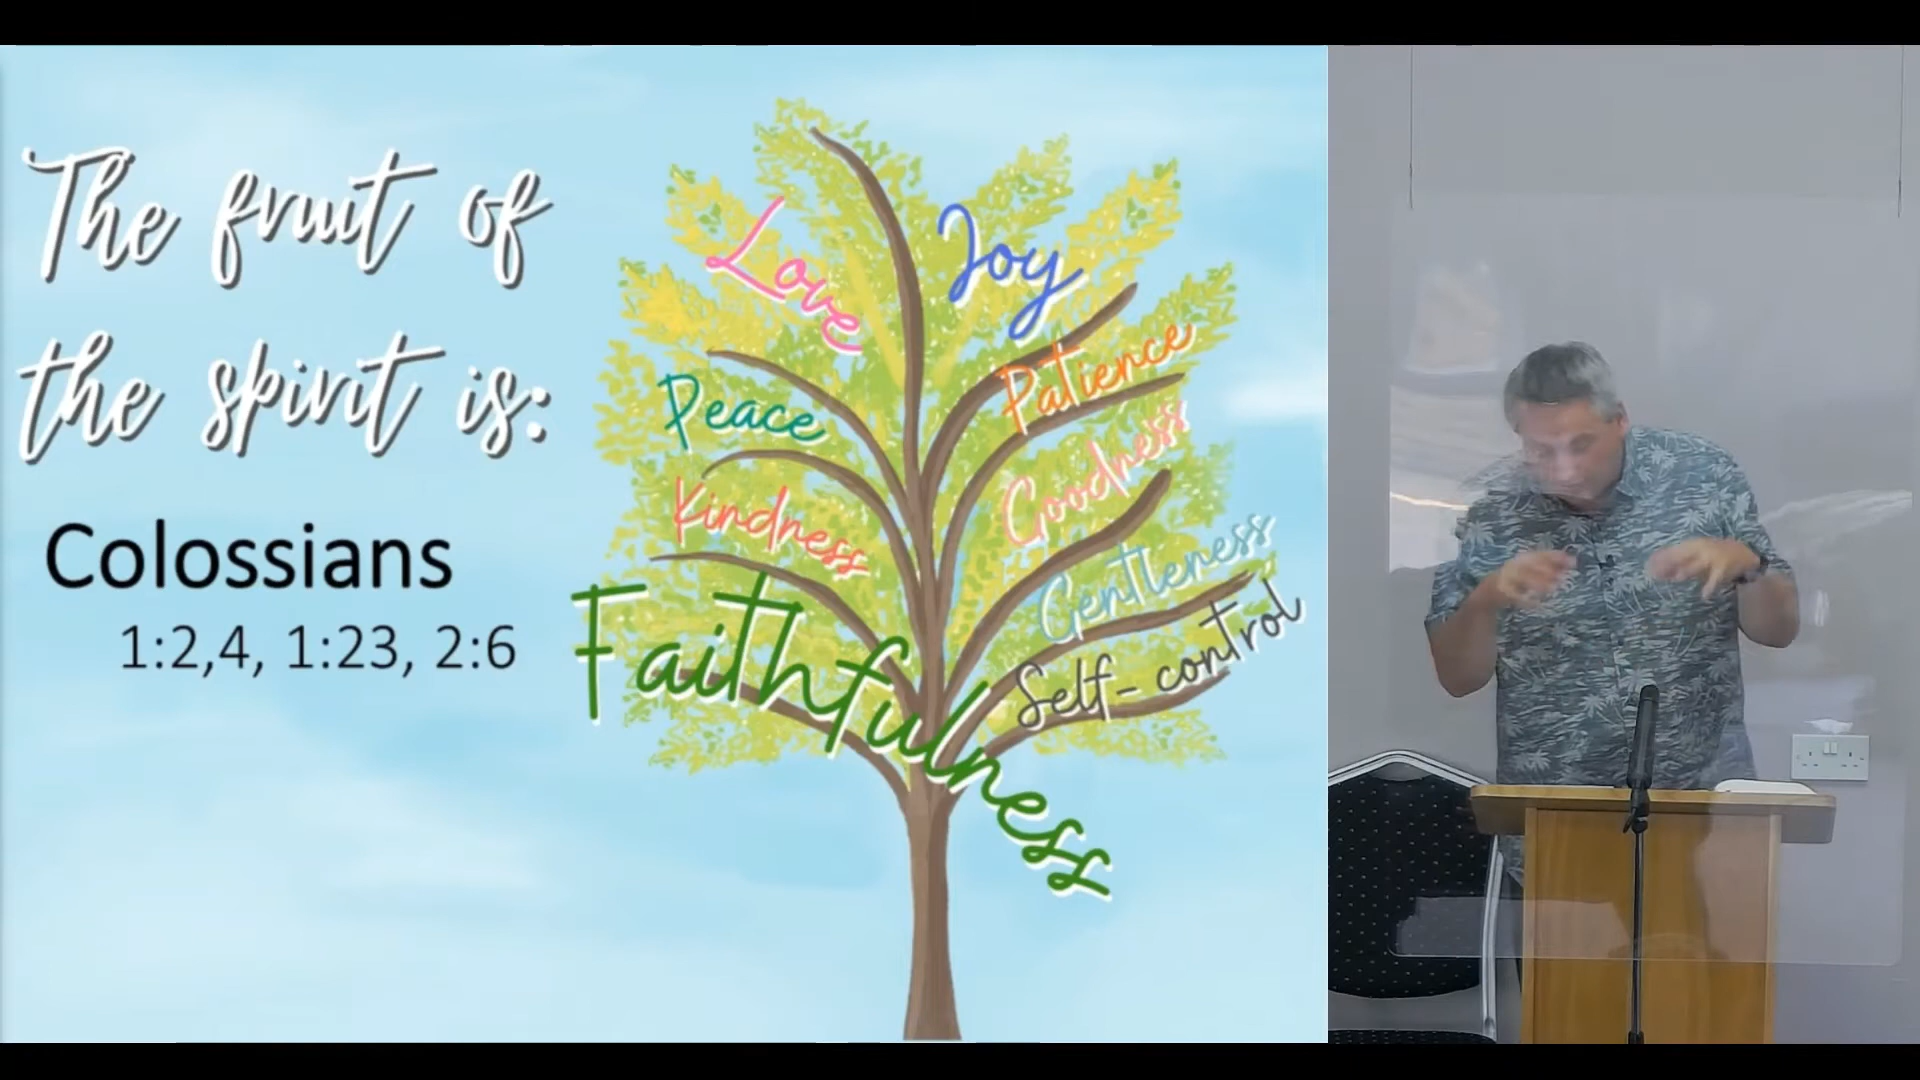 The fruit of
the spirit is:
Colossians
1:2,4, 1:23, 2:6
Love
Joy
Peace
Patience
Kindness
Goodness
Faithfulness
Gentleness
Self-control